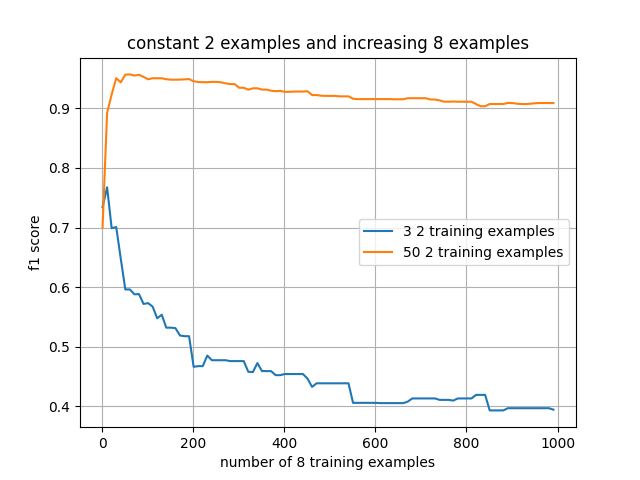 constant 2 examples and increasing 8 examples
f1 score
0.9
0.8
0.7
0.6
0.5
0.4
3 2 training examples
50 2 training examples
0 200 400 600 800 1000
number of 8 training examples